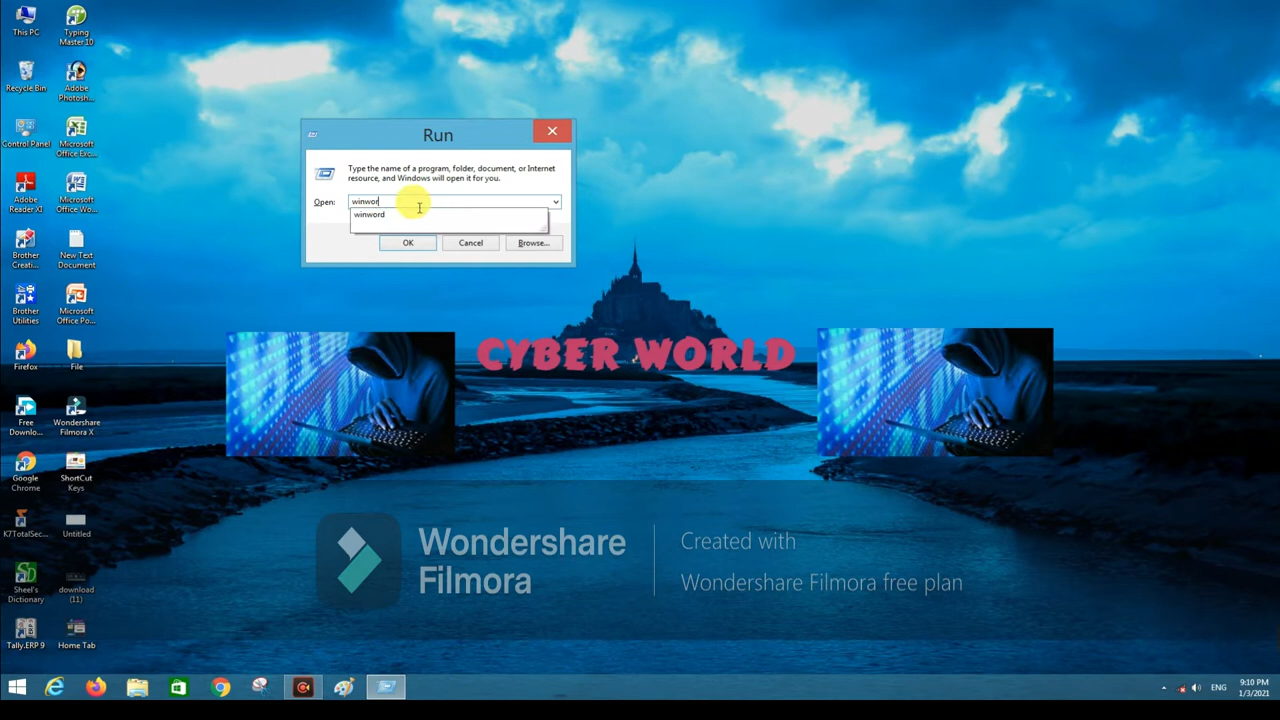 This PC
Typing
Master 10
Recycle Bin
Adobe
Photosh...
Control Panel
Microsoft
Office Exc...
Adobe
Reader XI
Microsoft
Office Wo...
Brother
Creati...
New Text
Document
Brother
Utilities
Microsoft
Office Po...
Firefox
File
Free
Downlo...
Wondershare
Filmora X
Google
Chrome
ShortCut
Keys
K7TotalSec...
Untitled
Sheel's
Dictionary
download
(11)
Tally.ERP 9
Home Tab
Run
Type the name of a program, folder, document, or Internet
resource, and Windows will open it for you.
Open:
winwor
winword
OK
Cancel
Browse...
CYBER WORLD
Wondershare
Filmora
Created with
Wondershare Filmora free plan
ENG
9:10 PM
1/3/2021